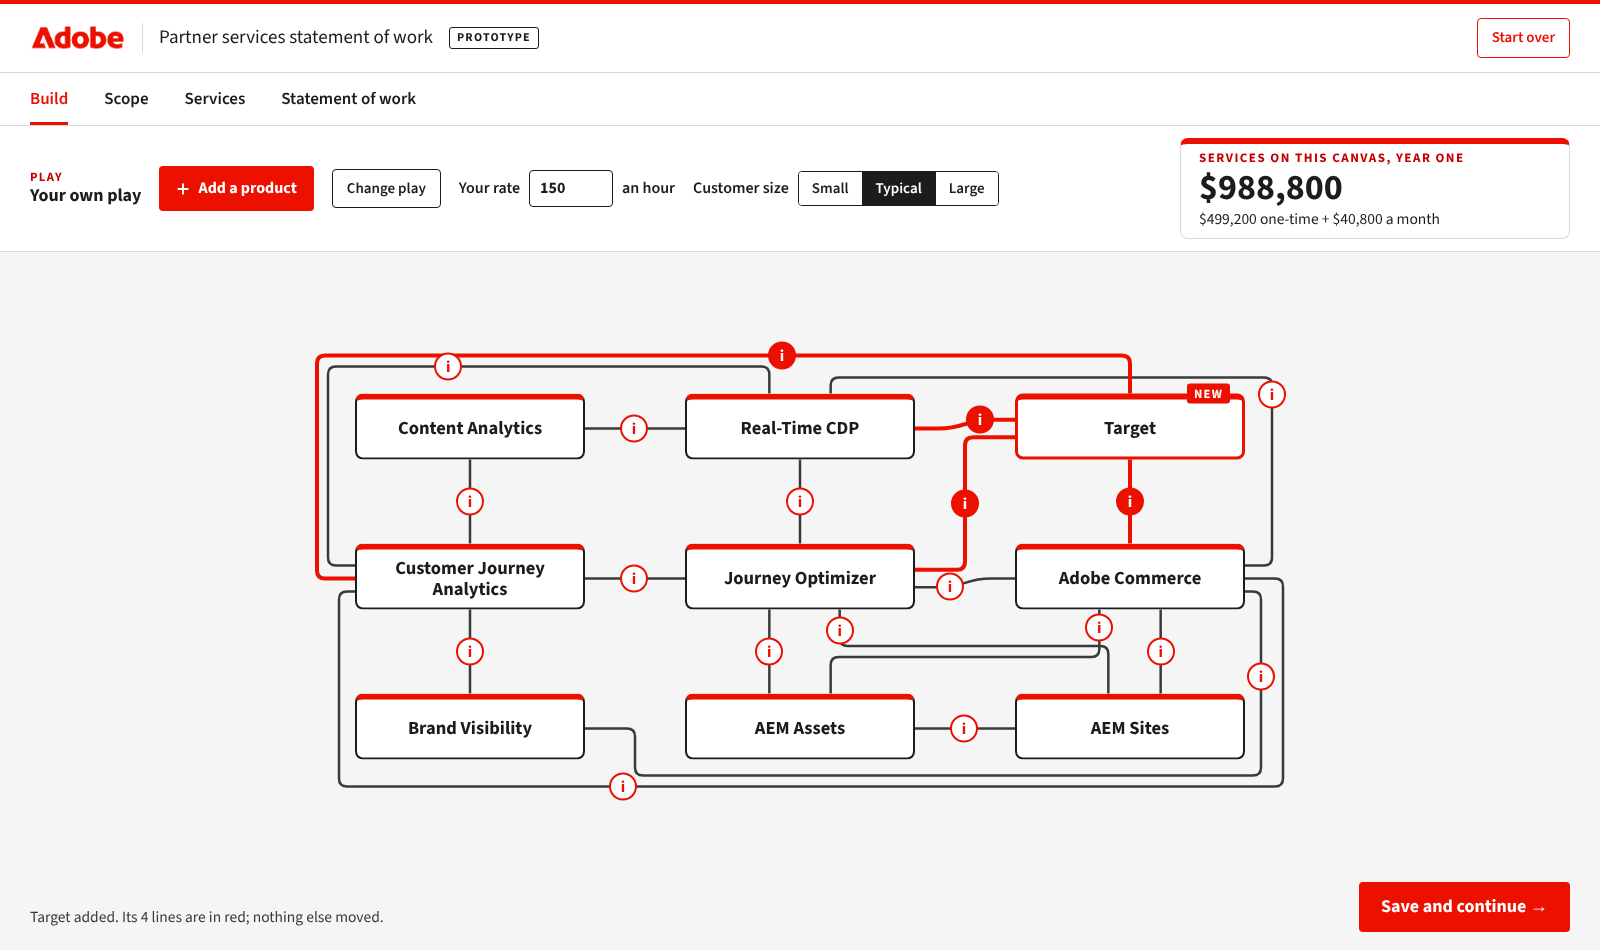 Adobe
Partner services statement of work
PROTOTYPE
Start over
Build
Scope
Services
Statement of work
PLAY
Your own play
+ Add a product
Change play
Your rate
150
an hour
Customer size
Small
Typical
Large
SERVICES ON THIS CANVAS, YEAR ONE
$988,800
$499,200 one-time + $40,800 a month
i
i
i
NEW
Content Analytics
i
Real-Time CDP
i
Target
i
i
i
i
Customer Journey
Analytics
i
Journey Optimizer
i
Adobe Commerce
i
i
i
i
i
i
Brand Visibility
AEM Assets
i
AEM Sites
i
Target added. Its 4 lines are in red; nothing else moved.
Save and continue →